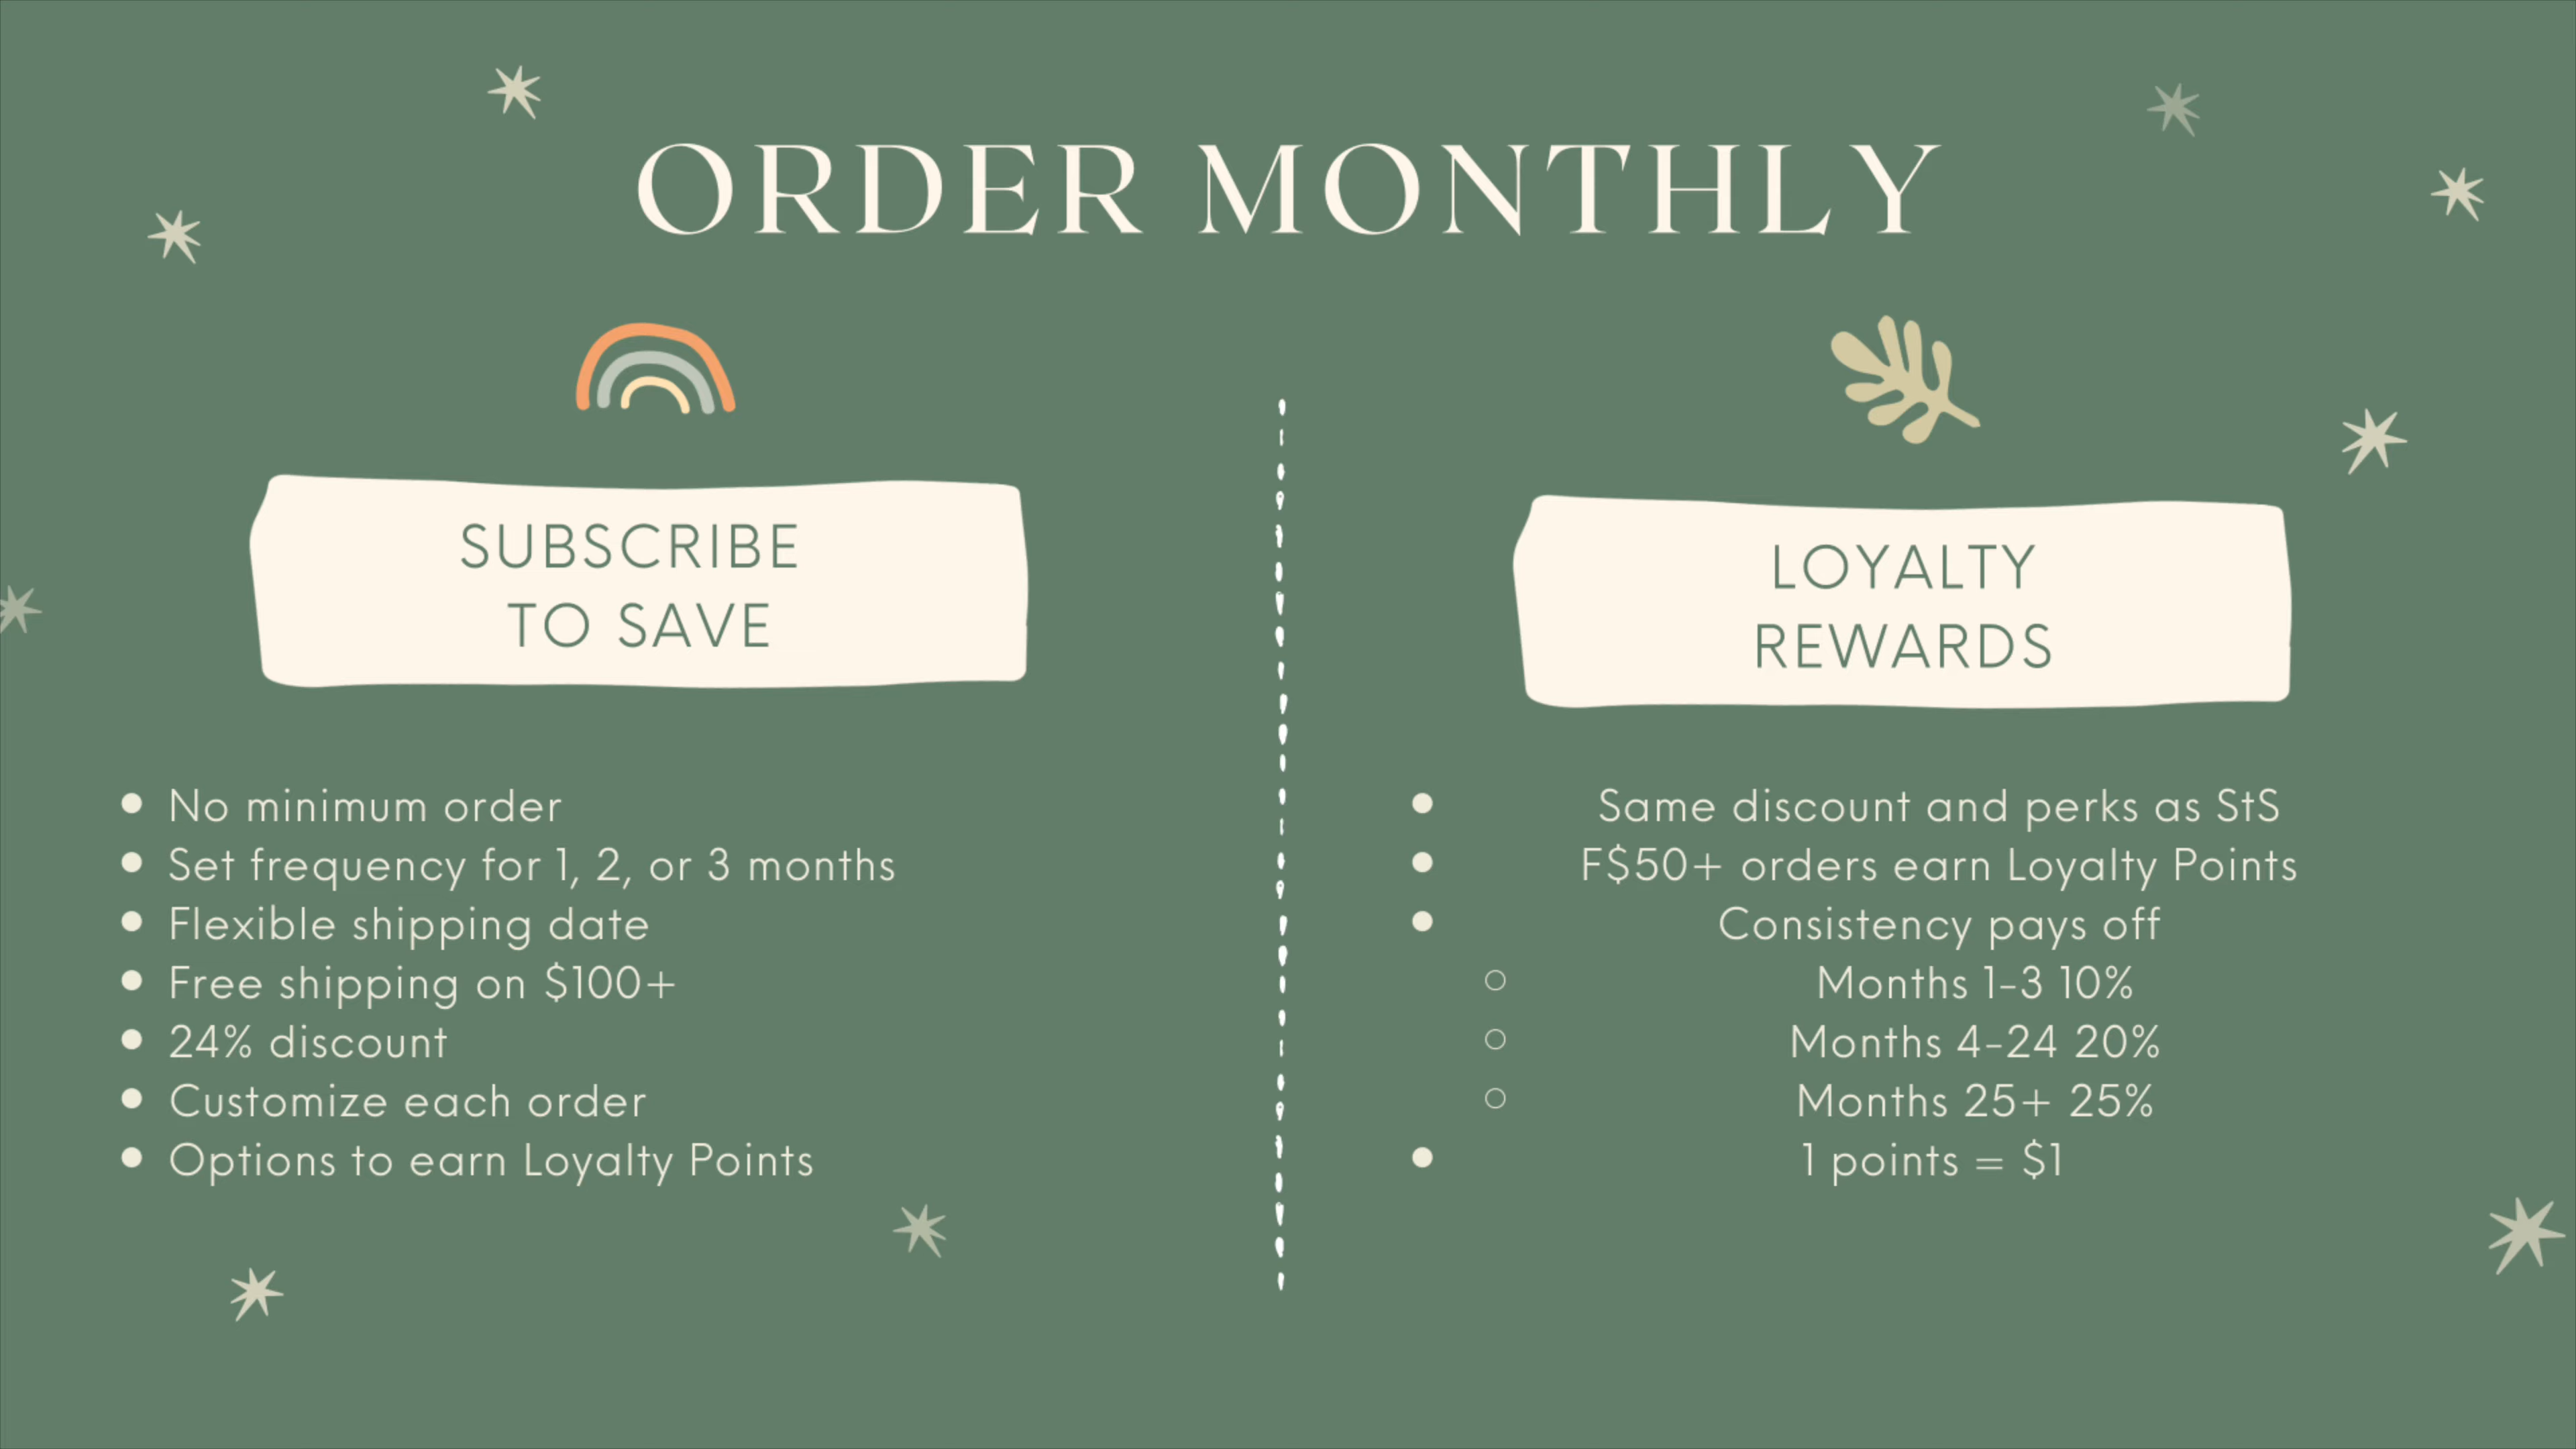 ORDER MONTHLY
SUBSCRIBE
TO SAVE
No minimum order
Set frequency for 1, 2, or 3 months
Flexible shipping date
Free shipping on $100+
24% discount
Customize each order
Options to earn Loyalty Points
LOYALTY
REWARDS
Same discount and perks as StS
F$50+ orders earn Loyalty Points
Consistency pays off
Months 1-3 10%
Months 4-24 20%
Months 25+ 25%
1 points = $1